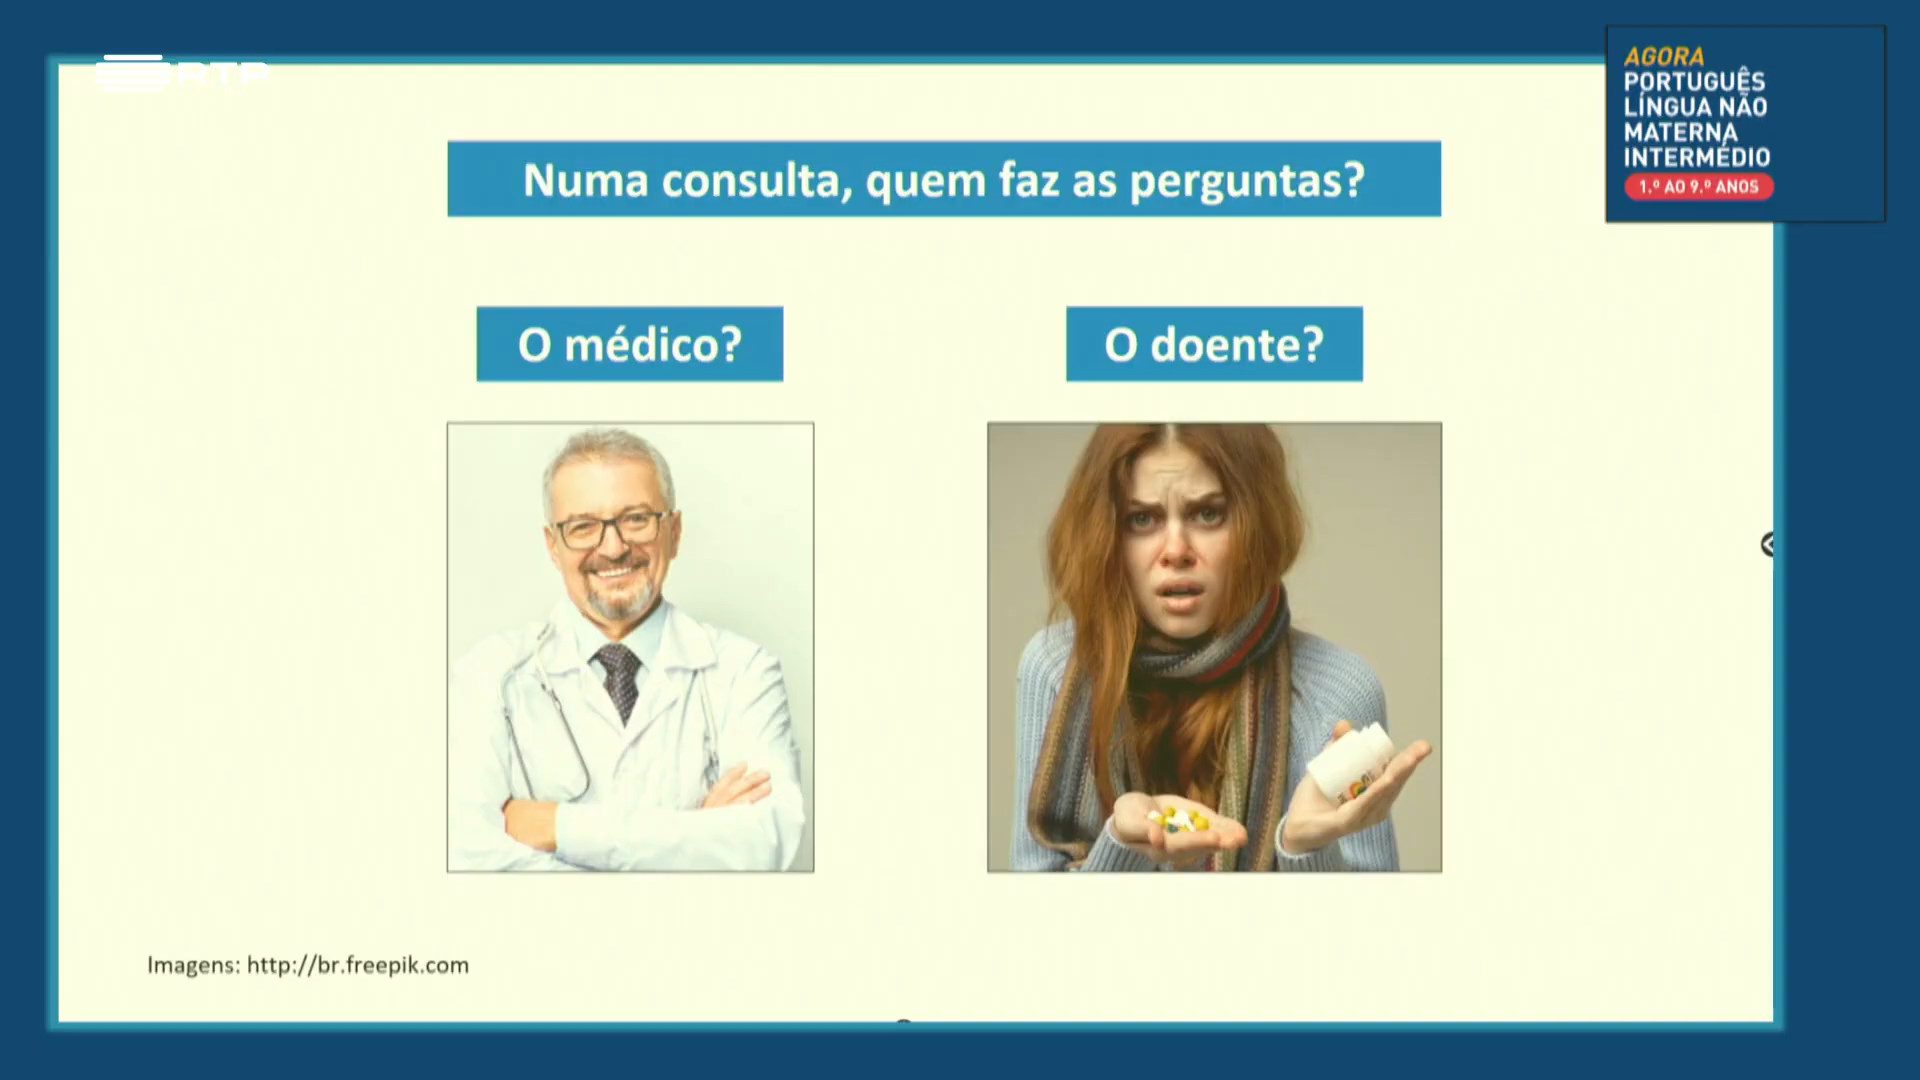 RTP
AGORA
PORTUGUÊS
LÍNGUA NÃO
MATERNA
INTERMÉDIO
1.º AO 9.º ANOS
Numa consulta, quem faz as perguntas?
O médico?
O doente?
Imagens: http://br.freepik.com